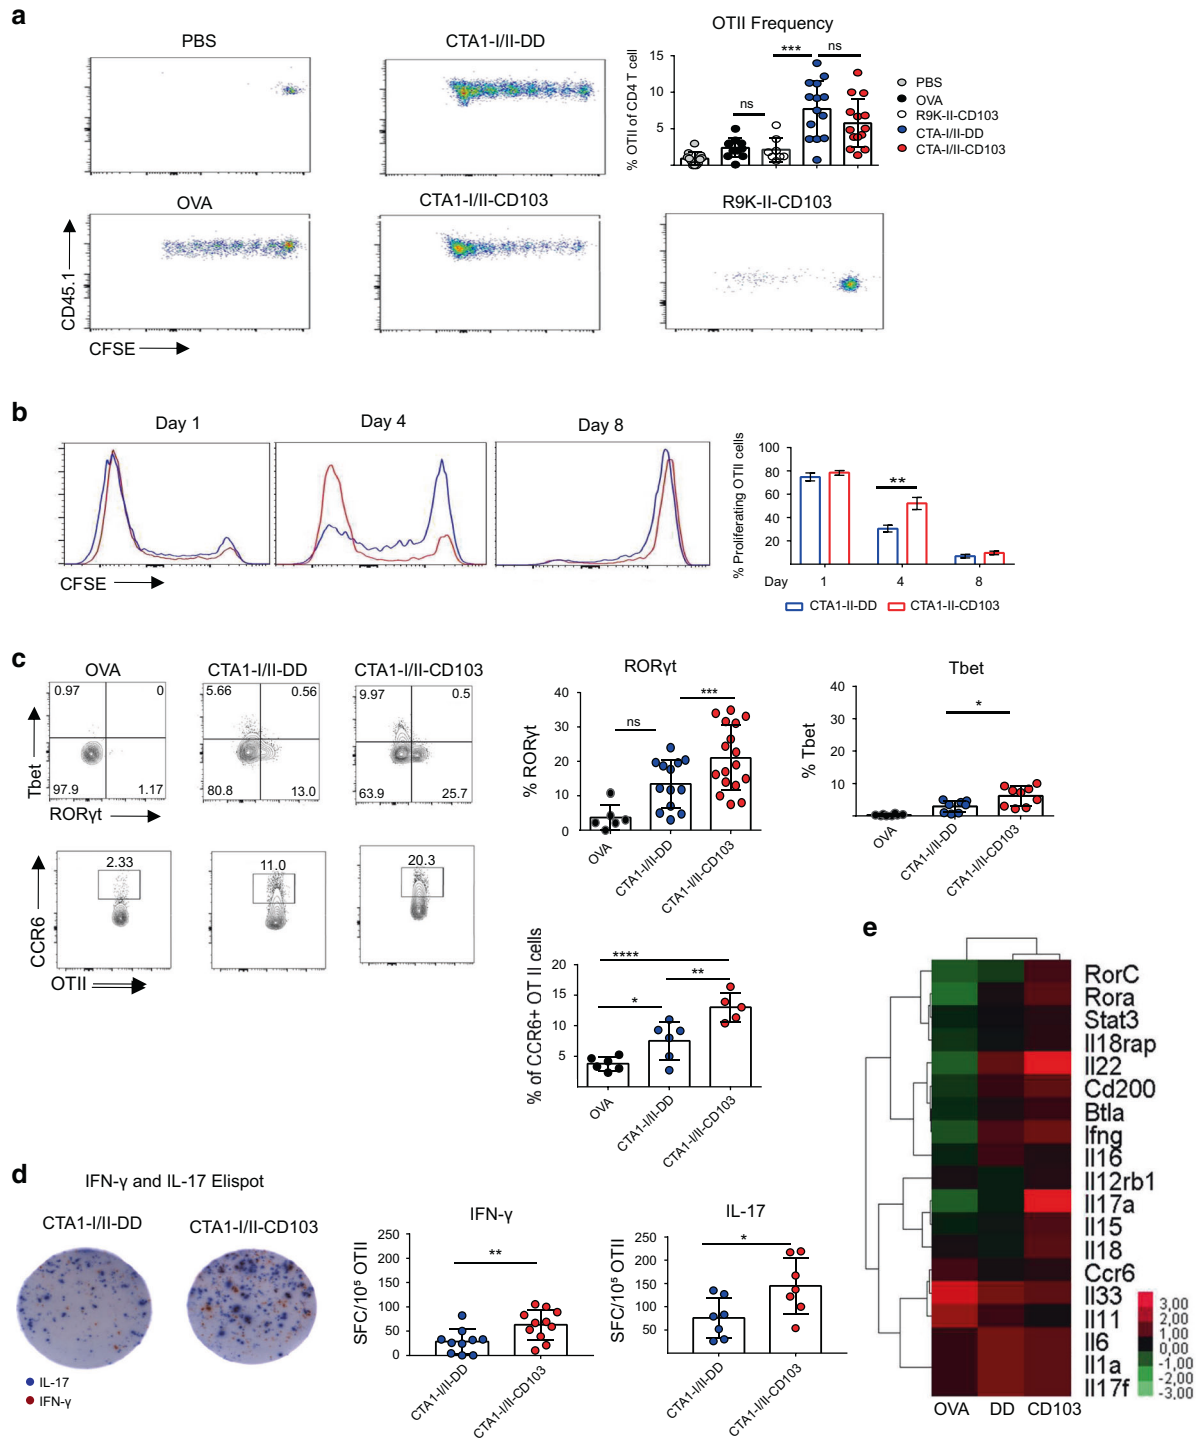 a
PBS
CTA1-I/II-DD
OTII Frequency
% OTII of CD4 T cell
15
10
5
ns
***
ns
PBS
OVA
R9K-II-CD103
CTA-I/II-DD
CTA-I/II-CD103
OVA
CTA1-I/II-CD103
R9K-II-CD103
CD45.1
CFSE
b
Day 1
Day 4
Day 8
CFSE
% Proliferating OTII cells
100
80
60
40
20
**
Day
1
4
8
CTA1-II-DD
CTA1-II-CD103
c
OVA
CTA1-I/II-DD
CTA1-I/II-CD103
0.97
0
97.9
1.17
5.66
0.56
80.8
13.0
9.97
0.5
63.9
25.7
Tbet
RORγt
2.33
11.0
20.3
CCR6
OTII
RORγt
% RORγt
40
30
20
10
0
ns
***
OVA
CTA1-I/II-DD
CTA1-I/II-CD103
Tbet
% Tbet
40
30
20
10
*
OVA
CTA1-I/II-DD
CTA1-I/II-CD103
% of CCR6+ OT II cells
20
15
10
5
****
**
*
OVA
CTA1-I/II-DD
CTA1-I/II-CD103
d
IFN-γ and IL-17 Elispot
CTA1-I/II-DD
CTA1-I/II-CD103
IL-17
IFN-γ
IFN-γ
SFC/10⁵ OTII
250
200
150
100
50
0
**
CTA1-I/II-DD
CTA1-I/II-CD103
IL-17
SFC/10⁵ OTII
250
200
150
100
50
*
CTA1-I/II-DD
CTA1-I/II-CD103
e
RorC
Rora
Stat3
Il18rap
Il22
Cd200
Btla
Ifng
Il16
Il12rb1
Il17a
Il15
Il18
Ccr6
Il33
Il11
Il6
Il1a
Il17f
OVA
DD
CD103
3,00
2,00
1,00
0,00
-1,00
-2,00
-3,00